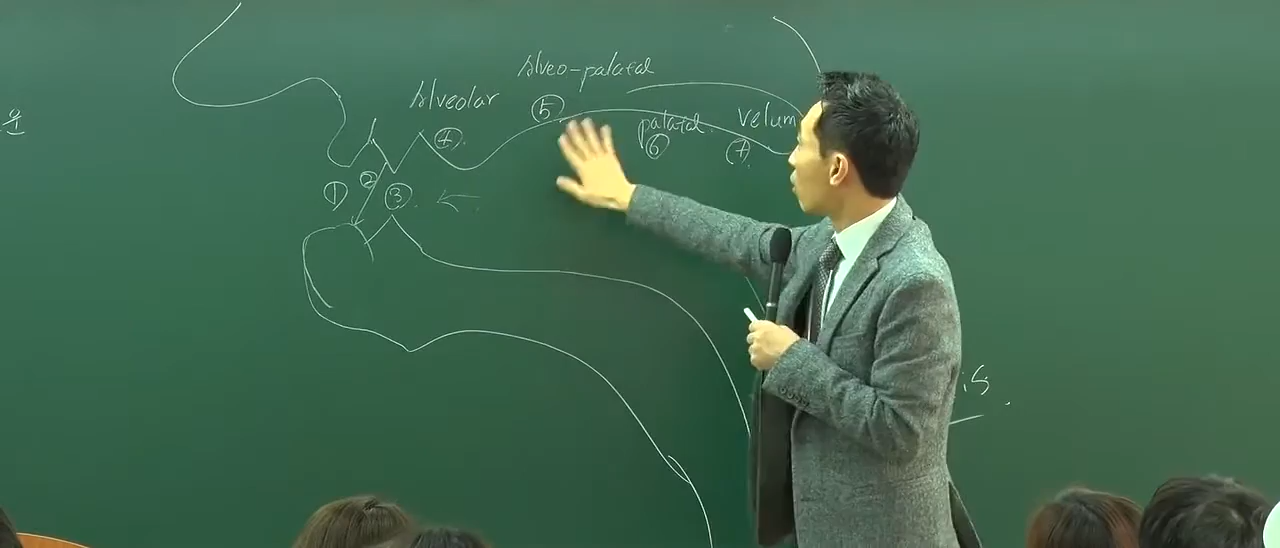 alveo-palatal
alveolar
⑤
velum
palatal
④
⑥
⑦
②
①
③